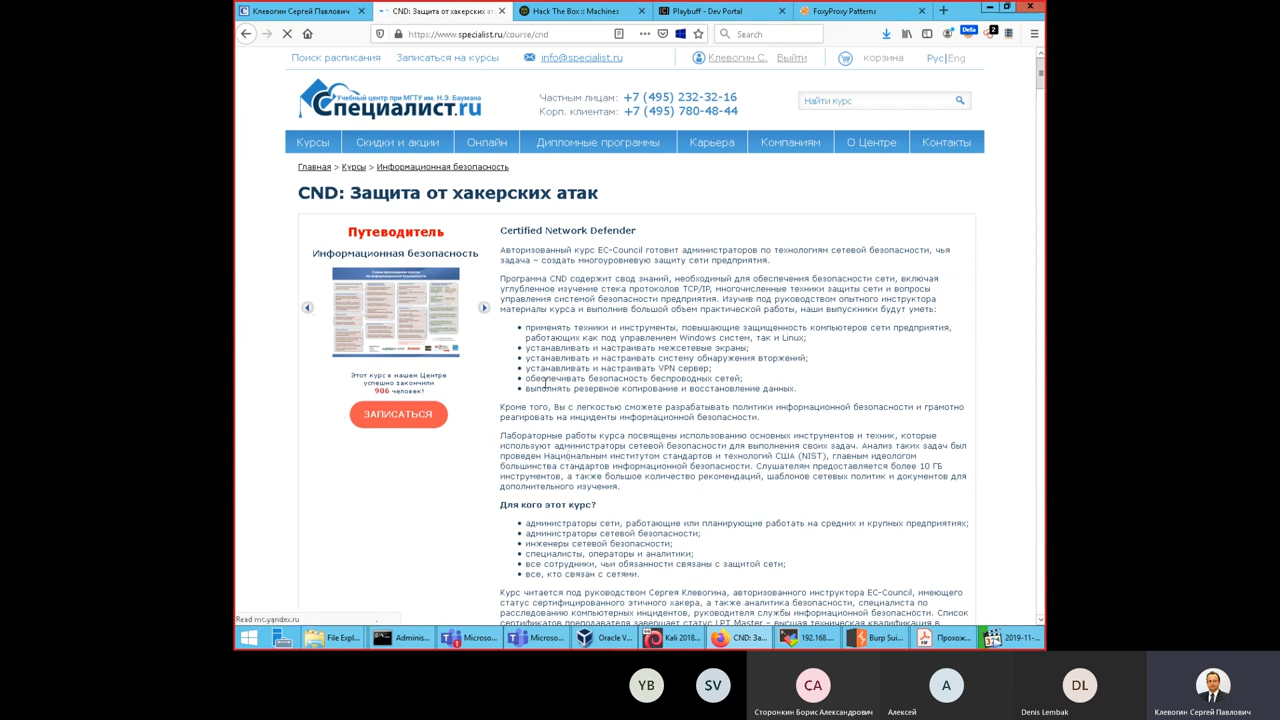 Клевогин Сергей Павлович
CND: Защита от хакерских ат
Hack The Box :: Machines
Playbuff - Dev Portal
FoxyProxy Patterns
https://www.specialist.ru/course/cnd
Search
Поиск расписания
Записаться на курсы
info@specialist.ru
Клевогин С.
Выйти
корзина
Рус|Eng
Учебный центр при МГТУ им. Н.Э. Баумана
Специалист.ru
Частным лицам: +7 (495) 232-32-16
Корп. клиентам: +7 (495) 780-48-44
Найти курс
Курсы
Скидки и акции
Онлайн
Дипломные программы
Карьера
Компаниям
О Центре
Контакты
Главная > Курсы > Информационная безопасность
CND: Защита от хакерских атак
Путеводитель
Информационная безопасность
Этот курс в нашем Центре
успешно закончили
906 человек!
ЗАПИСАТЬСЯ
Certified Network Defender
Авторизованный курс EC-Council готовит администраторов по технологиям сетевой безопасности, чья
задача – создать многоуровневую защиту сети предприятия.
Программа CND содержит свод знаний, необходимый для обеспечения безопасности сети, включая
углубленное изучение стека протоколов TCP/IP, многочисленные техники защиты сети и вопросы
управления системой безопасности предприятия. Изучив под руководством опытного инструктора
материалы курса и выполнив большой объем практической работы, наши выпускники будут уметь:
применять техники и инструменты, повышающие защищенность компьютеров сети предприятия,
работающих как под управлением Windows систем, так и Linux;
устанавливать и настраивать межсетевые экраны;
устанавливать и настраивать систему обнаружения вторжений;
устанавливать и настраивать VPN сервер;
обеспечивать безопасность беспроводных сетей;
выполнять резервное копирование и восстановление данных.
Кроме того, Вы с легкостью сможете разрабатывать политики информационной безопасности и грамотно
реагировать на инциденты информационной безопасности.
Лабораторные работы курса посвящены использованию основных инструментов и техник, которые
используют администраторы сетевой безопасности для выполнения своих задач. Анализ таких задач был
проведен Национальным институтом стандартов и технологий США (NIST), главным идеологом
большинства стандартов информационной безопасности. Слушателям предоставляется более 10 ГБ
инструментов, а также большое количество рекомендаций, шаблонов сетевых политик и документов для
дополнительного изучения.
Для кого этот курс?
администраторы сети, работающие или планирующие работать на средних и крупных предприятиях;
администраторы сетевой безопасности;
инженеры сетевой безопасности;
специалисты, операторы и аналитики;
все сотрудники, чьи обязанности связаны с защитой сети;
все, кто связан с сетями.
Курс читается под руководством Сергея Клевогина, авторизованного инструктора EC-Council, имеющего
статус сертифицированного этичного хакера, а также аналитика безопасности, специалиста по
расследованию компьютерных инцидентов, руководителя службы информационной безопасности. Список
сертификатов преподавателя завершает статус LPT Master – высшая техническая квалификация в
Read mc.yandex.ru
File Expl...
Adminis...
Microso...
Microso...
Oracle V...
Kali 2018...
CND: За...
192.168....
Burp Sui...
Прохож...
2019-11-...
YB
SV
CA
A
DL
Сторонкин Борис Александрович
Алексей
Denis Lembak
Клевогин Сергей Павлович